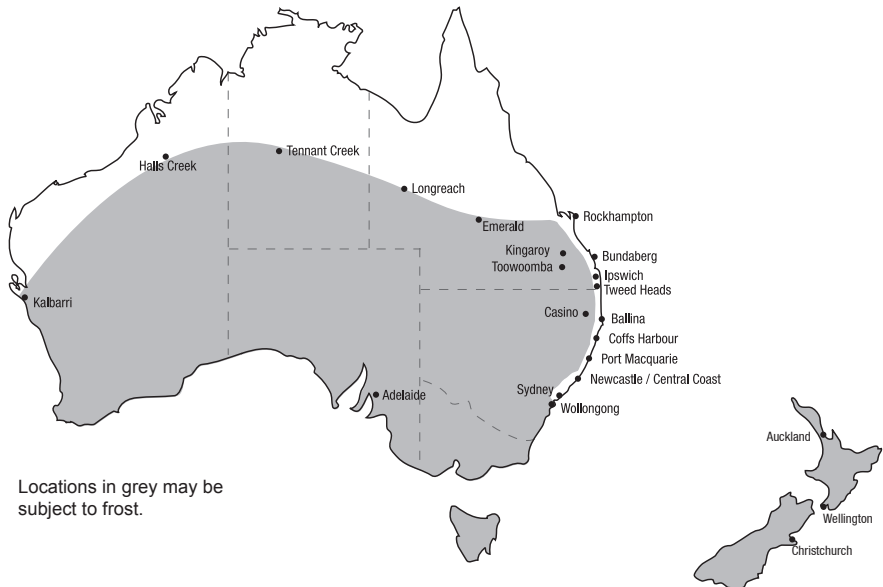 Tennant Creek
Halls Creek
Longreach
Rockhampton
Emerald
Kingaroy
Bundaberg
Toowoomba
Ipswich
Tweed Heads
Kalbarri
Casino
Ballina
Coffs Harbour
Port Macquarie
Newcastle / Central Coast
Sydney
Adelaide
Wollongong
Auckland
Locations in grey may be
subject to frost.
Wellington
Christchurch